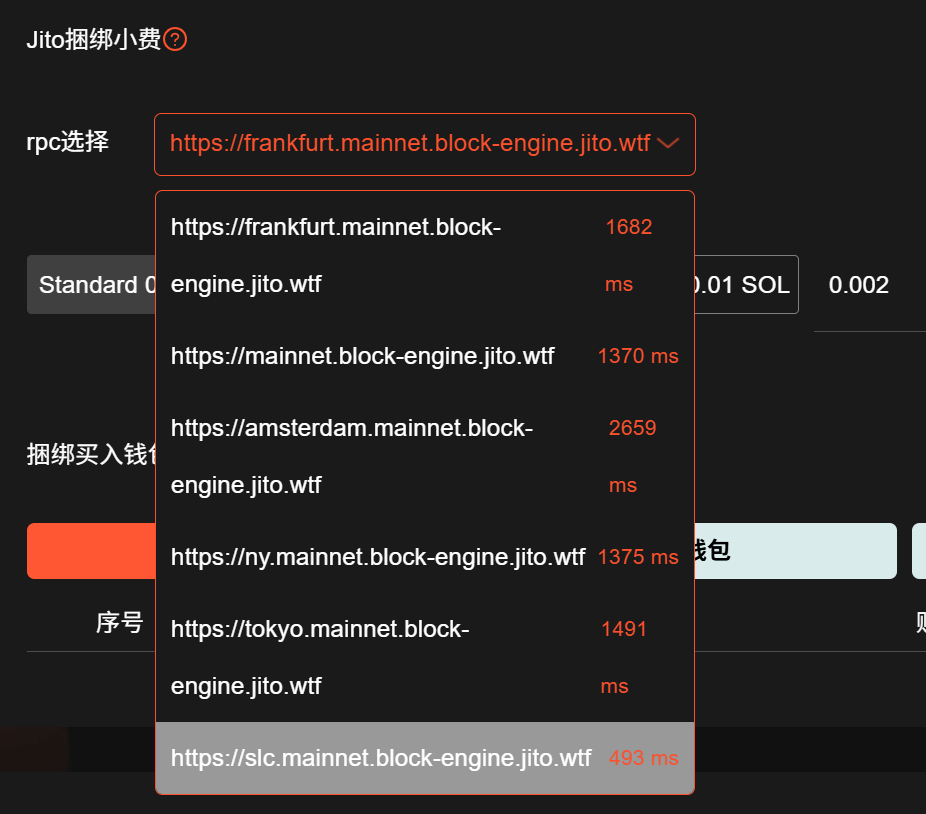 Jito捆绑小费?
rpc选择
https://frankfurt.mainnet.block-engine.jito.wtf
https://frankfurt.mainnet.block-
1682
engine.jito.wtf
ms
https://mainnet.block-engine.jito.wtf 1370 ms
https://amsterdam.mainnet.block-
2659
engine.jito.wtf
ms
https://ny.mainnet.block-engine.jito.wtf 1375 ms
https://tokyo.mainnet.block-
1491
engine.jito.wtf
ms
https://slc.mainnet.block-engine.jito.wtf 493 ms
Standard
.01 SOL
0.002
捆绑买入钱
包
序号